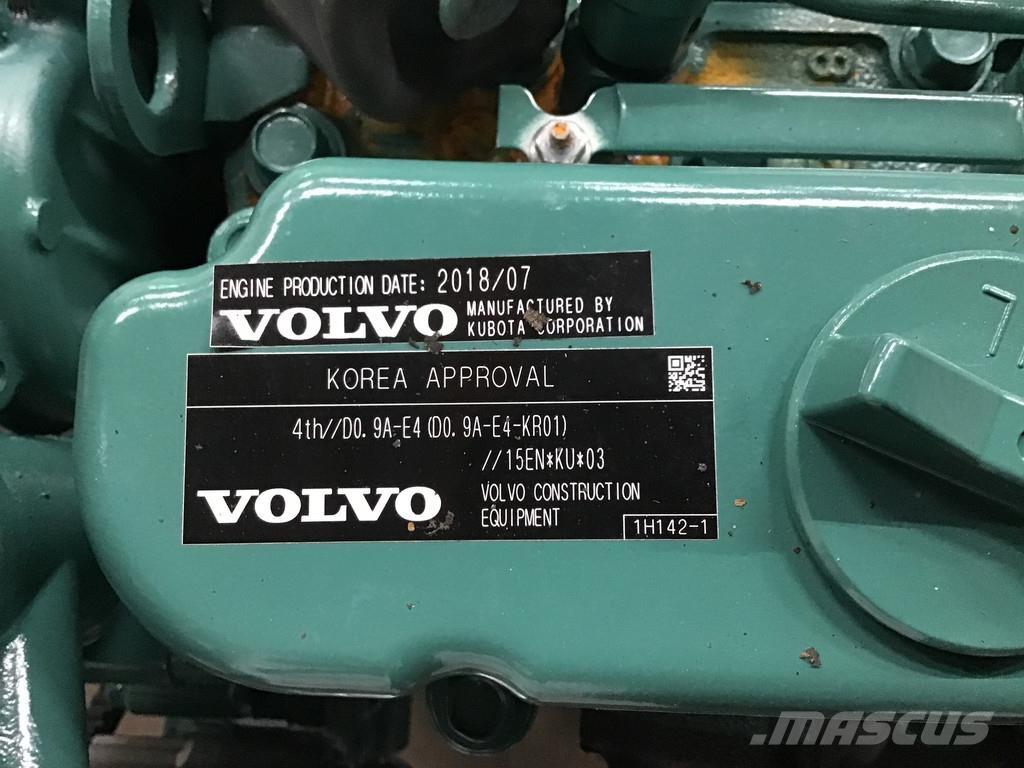 ENGINE PRODUCTION DATE: 2018/07
VOLVO MANUFACTURED BY
KUBOTA CORPORATION
KOREA APPROVAL
4th//D0.9A-E4(D0.9A-E4-KR01)
//15EN*KU*03
VOLVO VOLVO CONSTRUCTION
EQUIPMENT
1H142-1
MASCUS